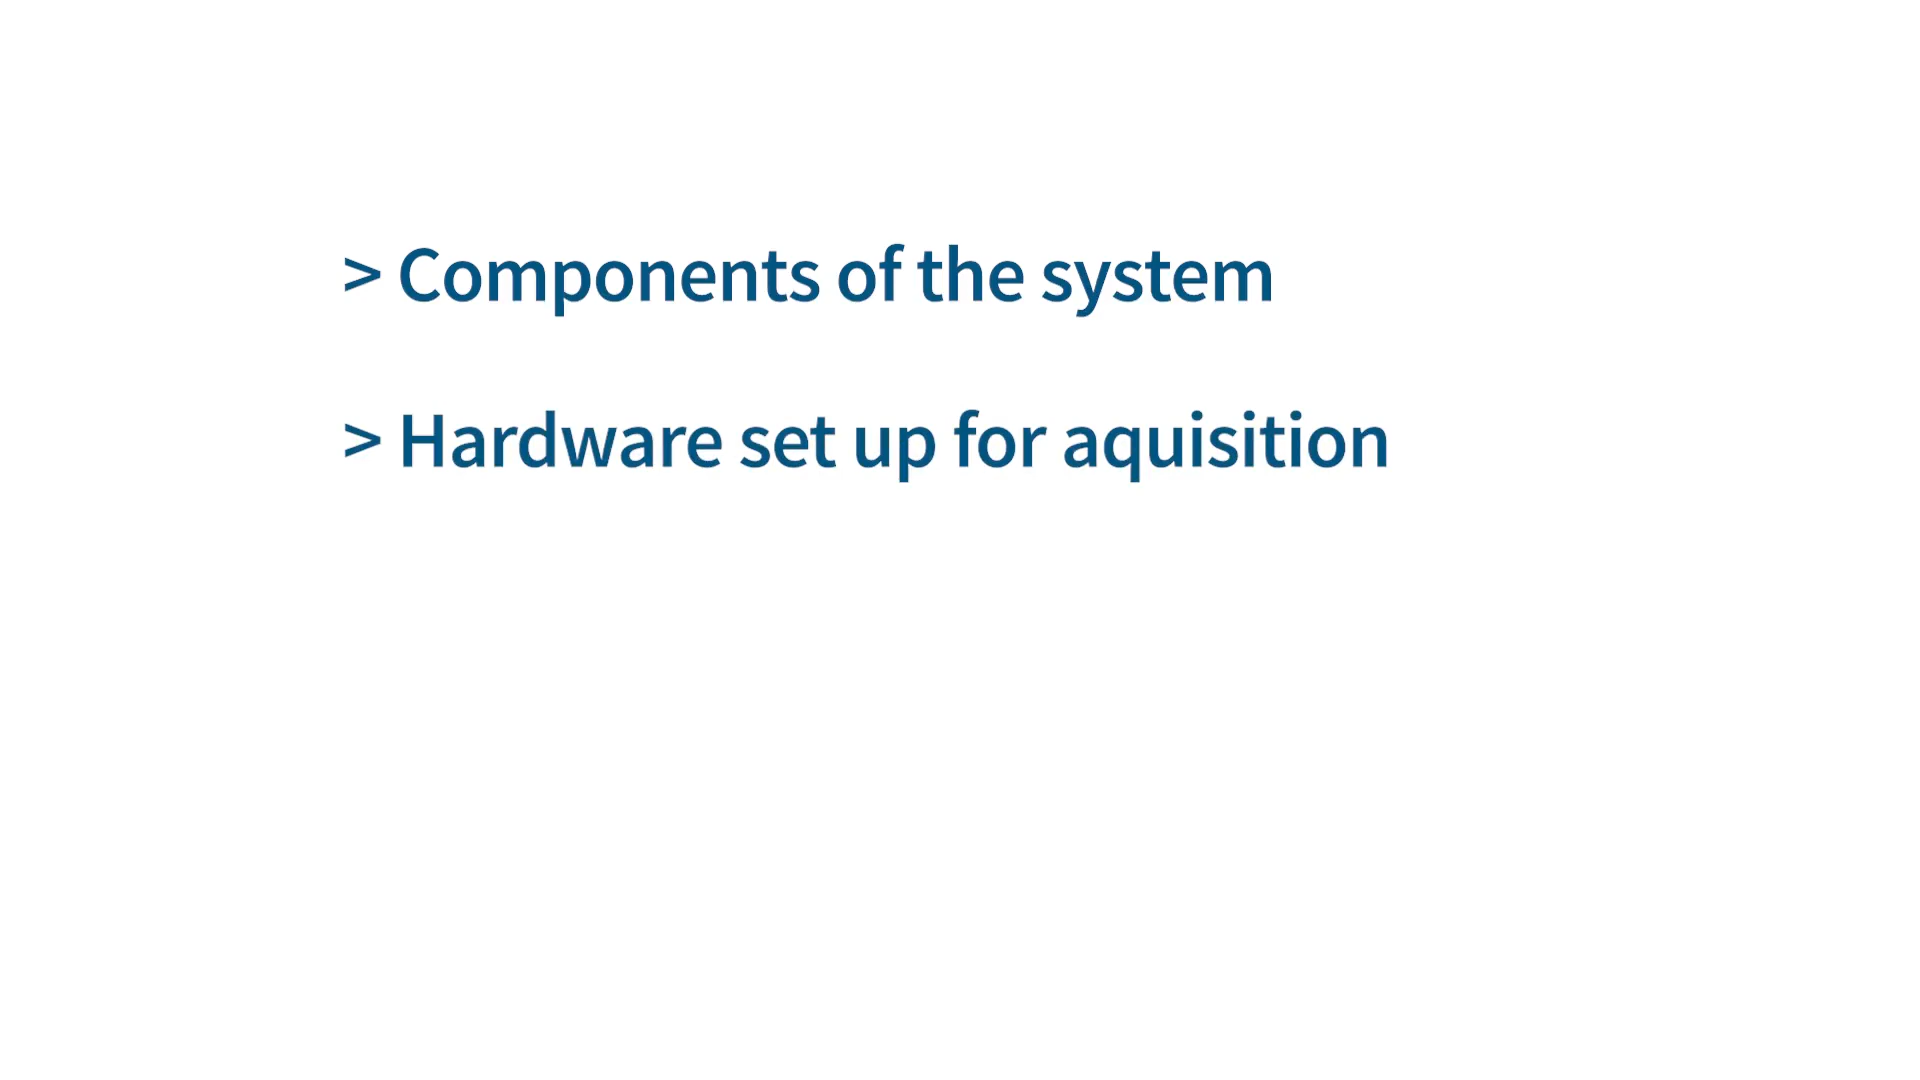 > Components of the system
> Hardware set up for aquisition